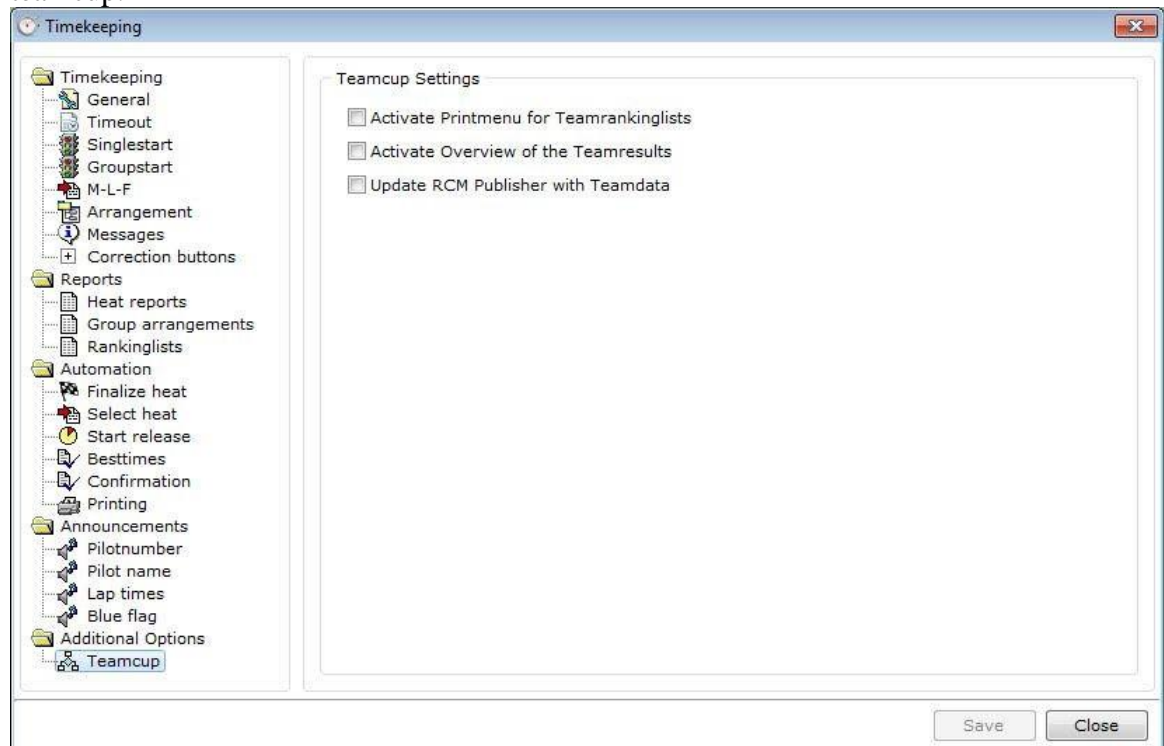 team cup.
Timekeeping
Timekeeping
General
Timeout
Singlestart
Groupstart
M-L-F
Arrangement
Messages
Correction buttons
Reports
Heat reports
Group arrangements
Rankinglists
Automation
Finalize heat
Select heat
Start release
Besttimes
Confirmation
Printing
Announcements
Pilotnumber
Pilot name
Lap times
Blue flag
Additional Options
Teamcup
Teamcup Settings
Activate Printmenu for Teamrankinglists
Activate Overview of the Teamresults
Update RCM Publisher with Teamdata
Save
Close